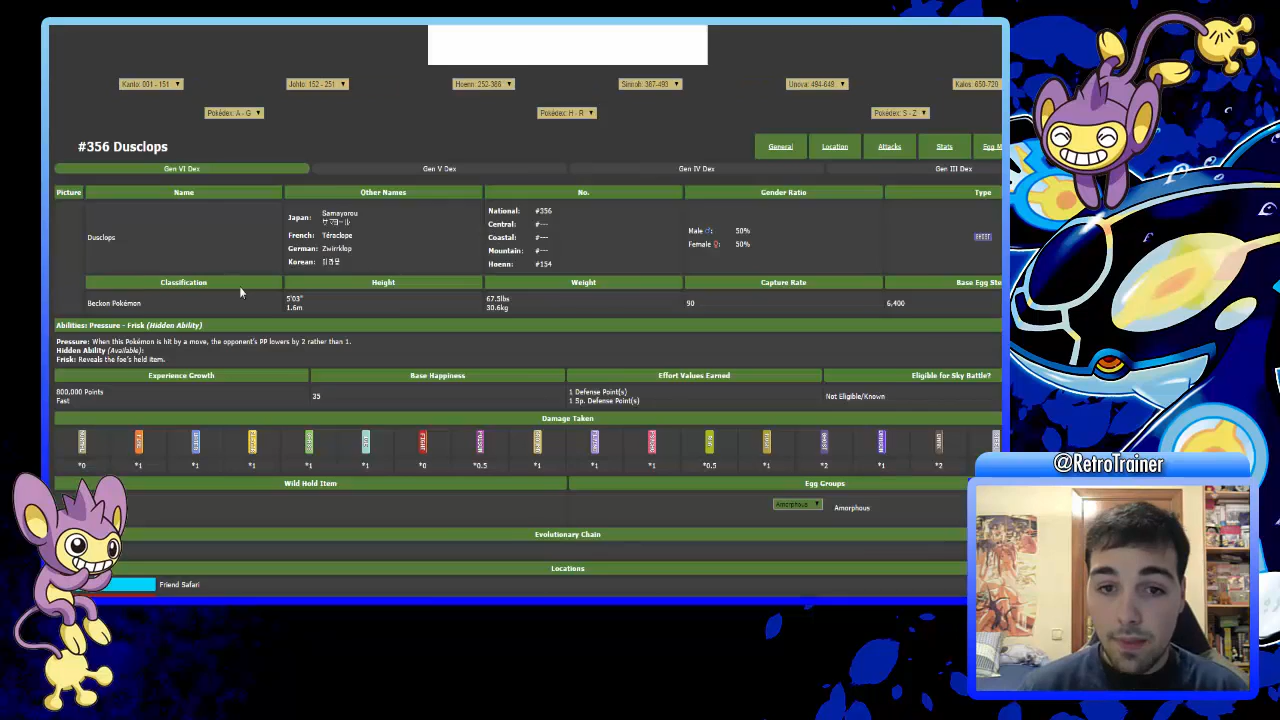 Kanto: 001 - 151
Johto: 152 - 251
Hoenn: 252-386
Sinnoh: 387-493
Unova: 494-649
Kalos: 650-720
Pokédex: A - G
Pokédex: H - R
Pokédex: S - Z
#356 Dusclops
General
Location
Attacks
Stats
Egg M
Gen VI Dex
Gen V Dex
Gen IV Dex
Gen III Dex
Picture
Name
Other Names
No.
Gender Ratio
Type
Dusclops
Japan: Samayorou
French: Téraclope
German: Zwirrklop
Korean:
National: #356
Central: #---
Coastal: #---
Mountain: #---
Hoenn: #154
Male ♂: 50%
Female ♀: 50%
GHOST
Classification
Height
Weight
Capture Rate
Base Egg Ste
Beckon Pokémon
5'03"
1.6m
67.5lbs
30.6kg
90
6,400
Abilities: Pressure - Frisk (Hidden Ability)
Pressure: When this Pokémon is hit by a move, the opponent's PP lowers by 2 rather than 1.
Hidden Ability (Available):
Frisk: Reveals the foe's held item.
Experience Growth
Base Happiness
Effort Values Earned
Eligible for Sky Battle?
800,000 Points
Fast
35
1 Defense Point(s)
1 Sp. Defense Point(s)
Not Eligible/Known
Damage Taken
*0 *1 *1 *1 *1 *1 *0 *0.5 *1 *1 *1 *0.5 *1 *2 *1 *2 *1
Wild Hold Item
Egg Groups
Amorphous
Amorphous
Evolutionary Chain
Locations
Friend Safari
@RetroTrainer